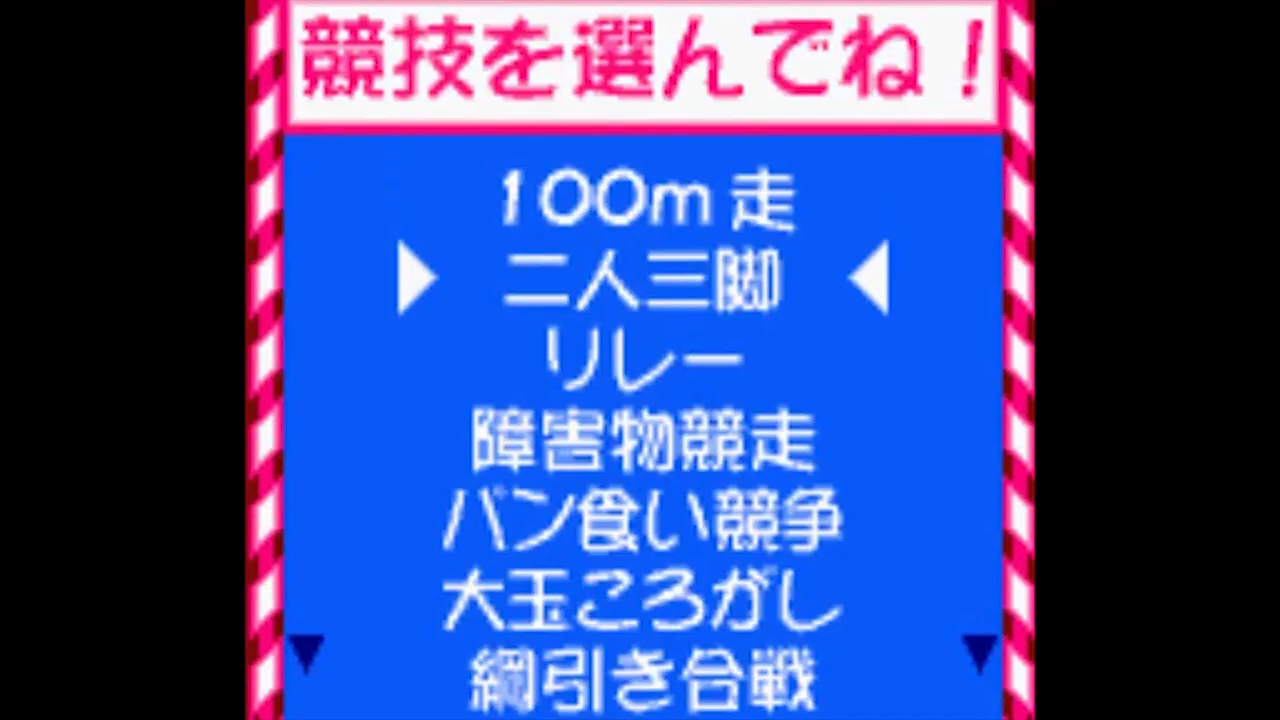 競技を選んでね！
100m走
二人三脚
リレー
障害物競走
パン食い競争
大玉ころがし
綱引き合戦